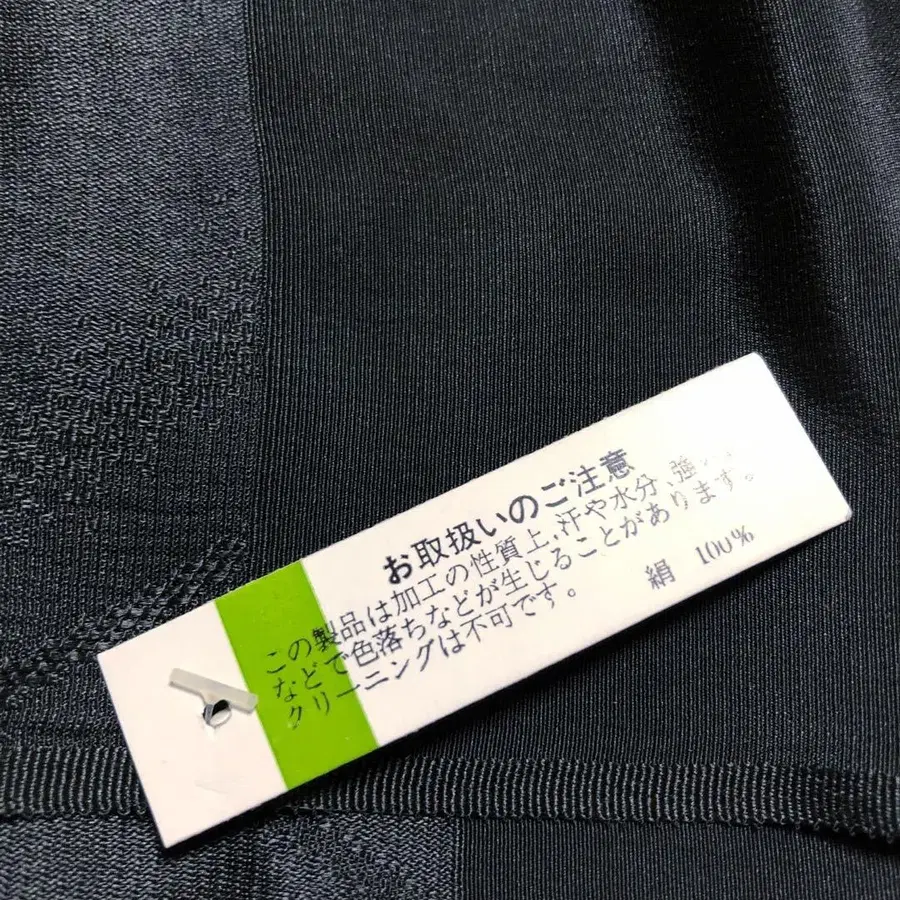 お取扱いのご注意
この製品は加工の性質上、汗や水分、強い
などで色落ちなどが生じることがあります。
クリーニングは不可です。
絹 100%